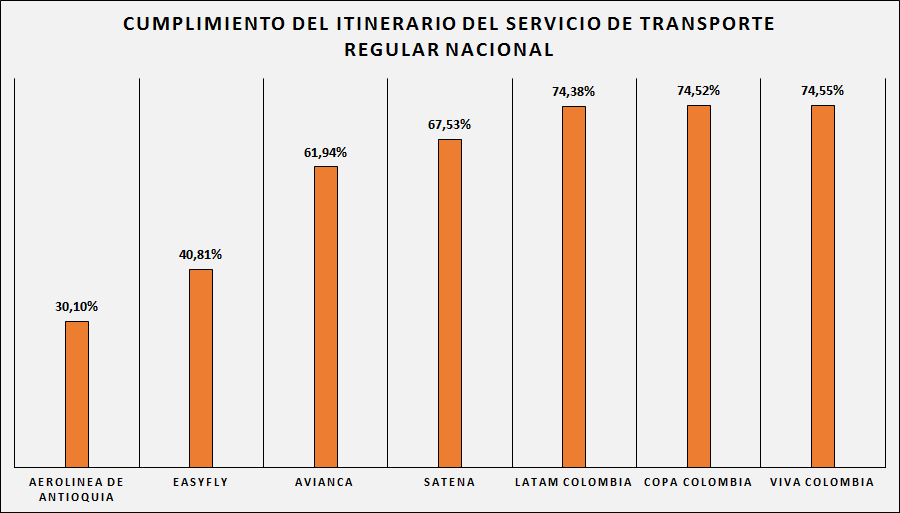 CUMPLIMIENTO DEL ITINERARIO DEL SERVICIO DE TRANSPORTE
REGULAR NACIONAL
30,10%
40,81%
61,94%
67,53%
74,38%
74,52%
74,55%
AEROLINEA DE
ANTIOQUIA
EASYFLY
AVIANCA
SATENA
LATAM COLOMBIA
COPA COLOMBIA
VIVA COLOMBIA